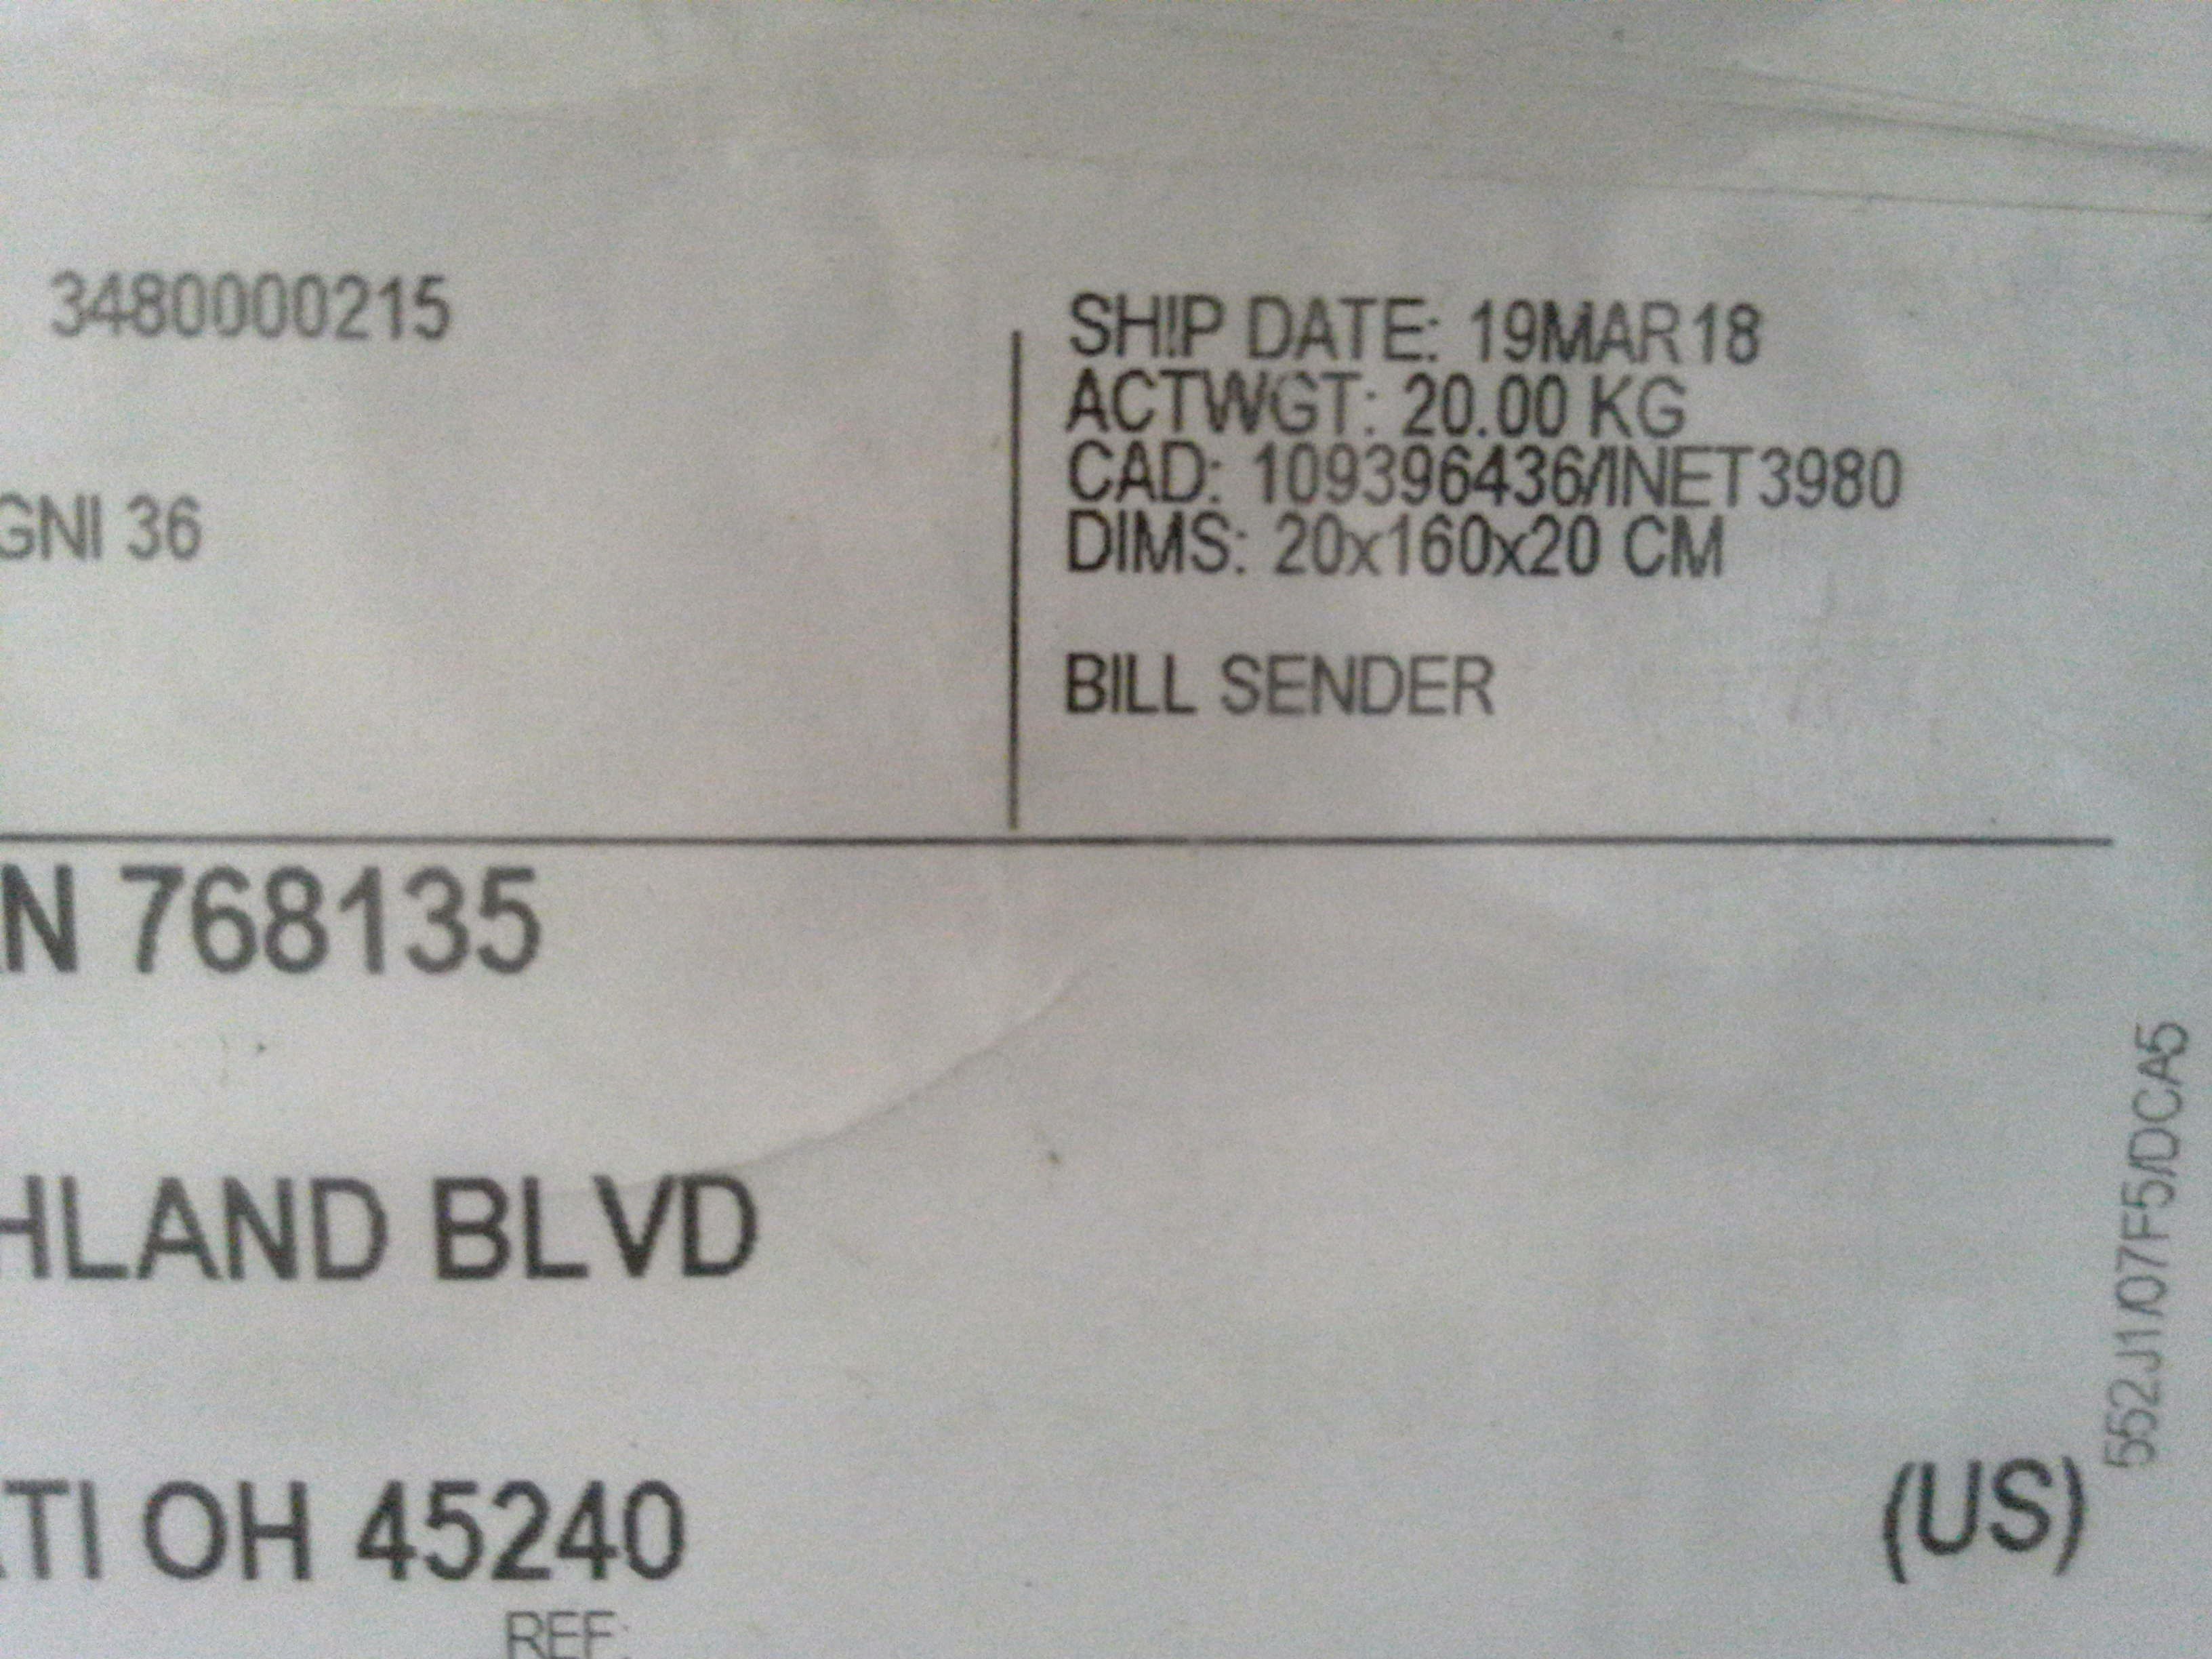 3480000215
GNI 36
SHIP DATE: 19MAR18
ACTWGT: 20.00 KG
CAD: 109396436/INET3980
DIMS: 20x160x20 CM
BILL SENDER
N 768135
HLAND BLVD
TI OH 45240
(US)
REF:
552J1/07F5/DCA5